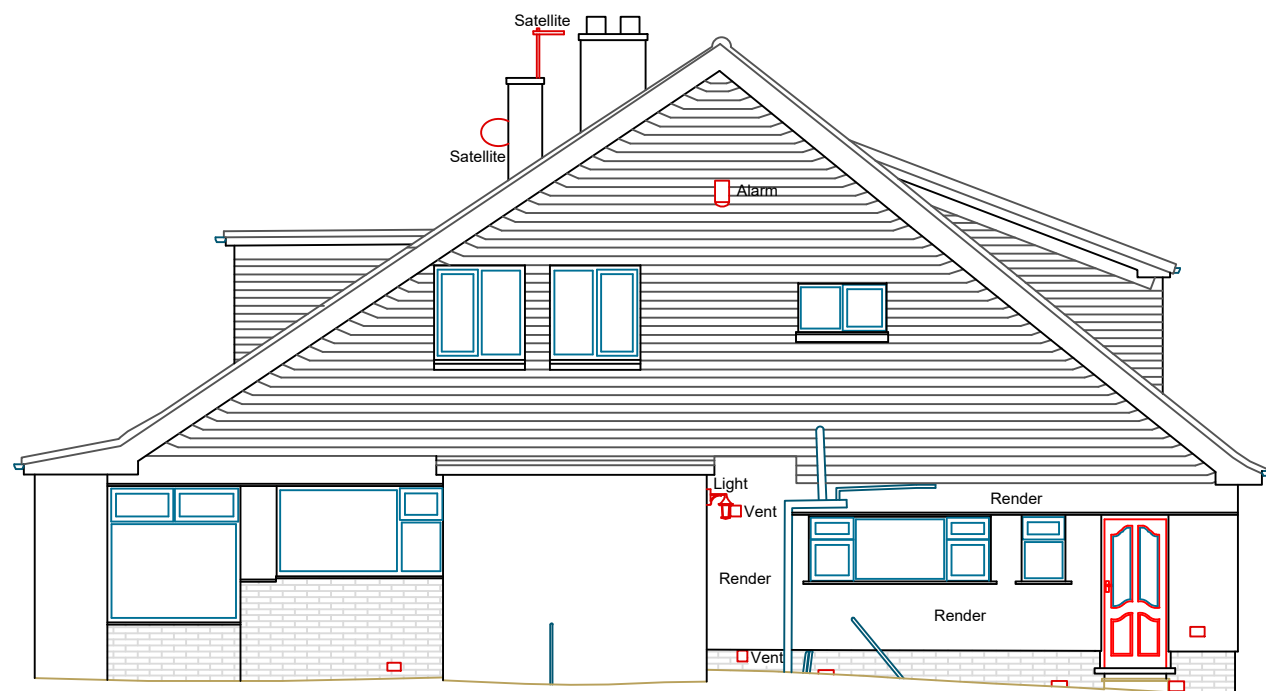 Satellite
Satellite
Alarm
Light
Vent
Render
Render
Render
Vent